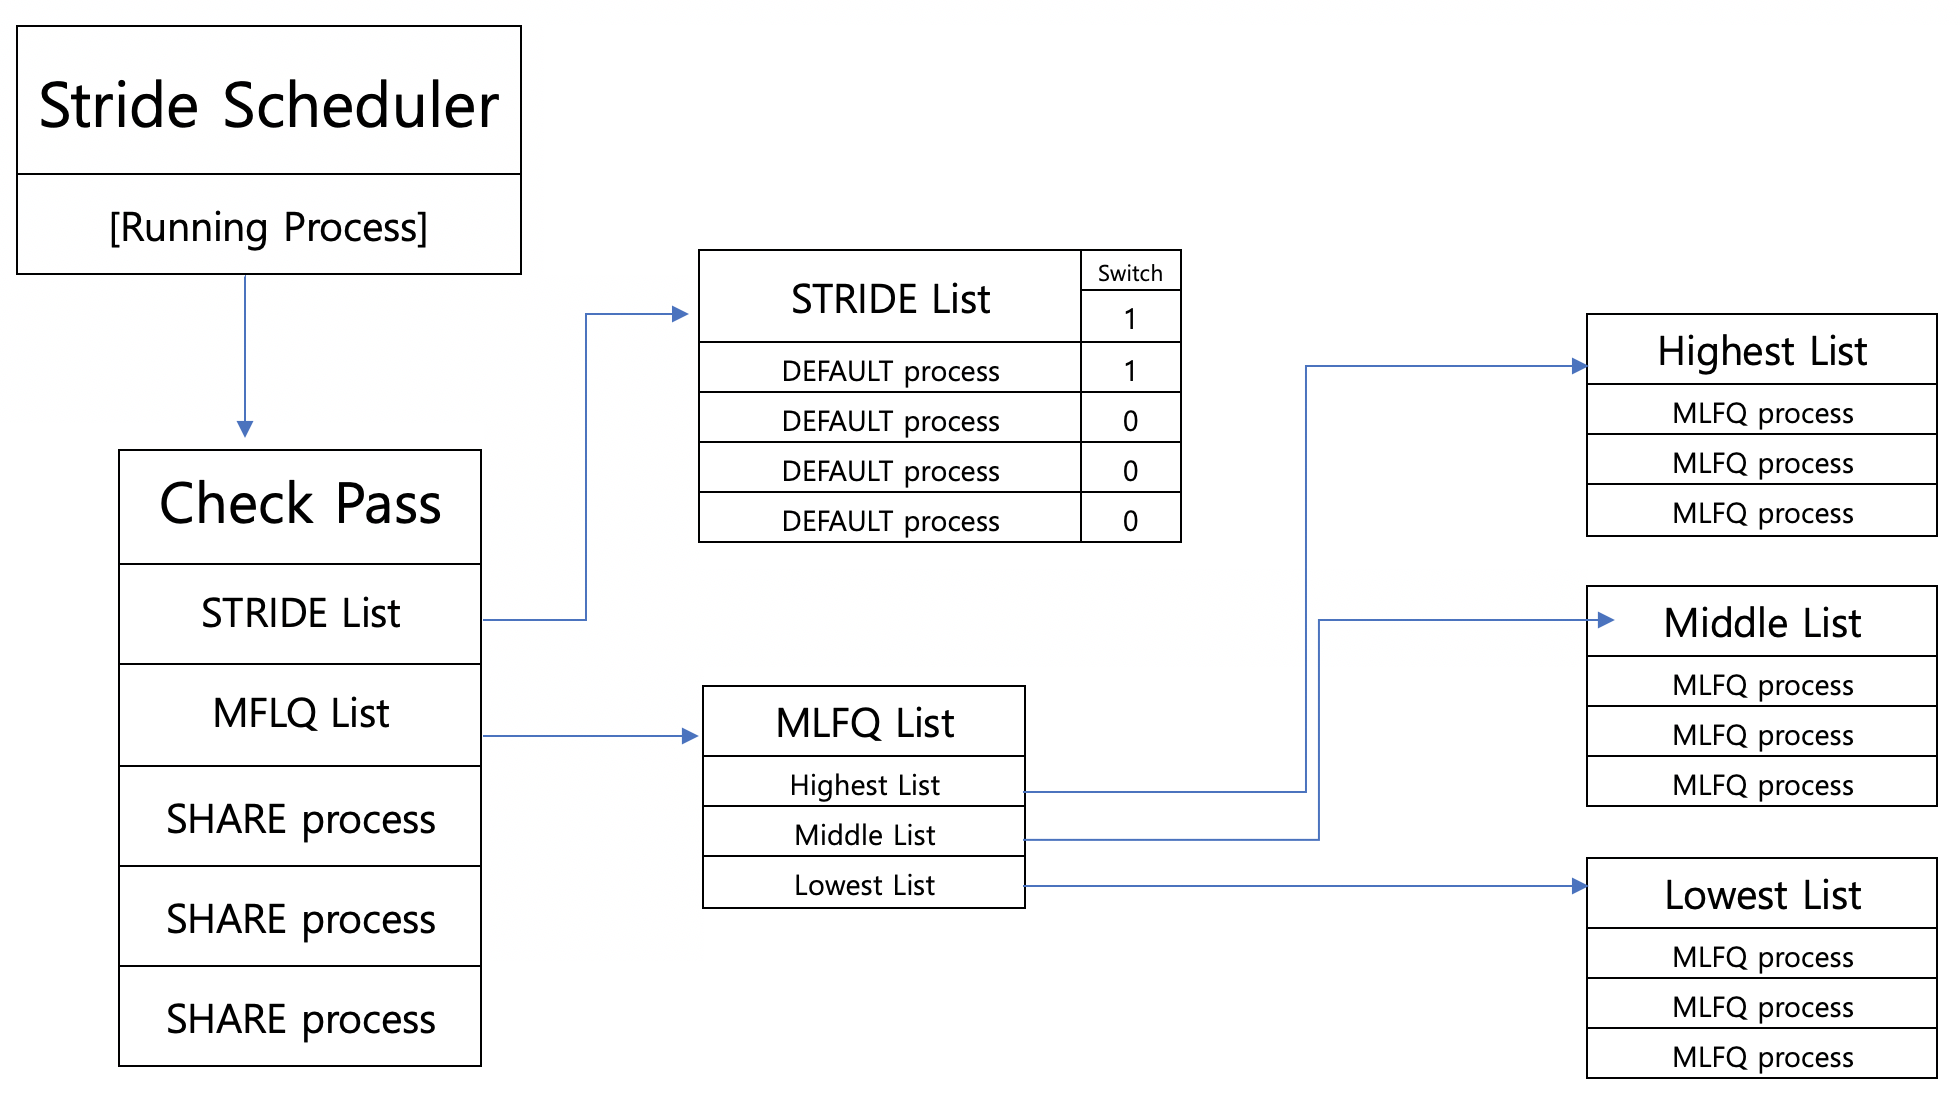 Stride Scheduler
[Running Process]
Check Pass
STRIDE List
MFLQ List
SHARE process
SHARE process
SHARE process
STRIDE List
Switch
1
DEFAULT process 1
DEFAULT process 0
DEFAULT process 0
DEFAULT process 0
MLFQ List
Highest List
Middle List
Lowest List
Highest List
MLFQ process
MLFQ process
MLFQ process
Middle List
MLFQ process
MLFQ process
MLFQ process
Lowest List
MLFQ process
MLFQ process
MLFQ process